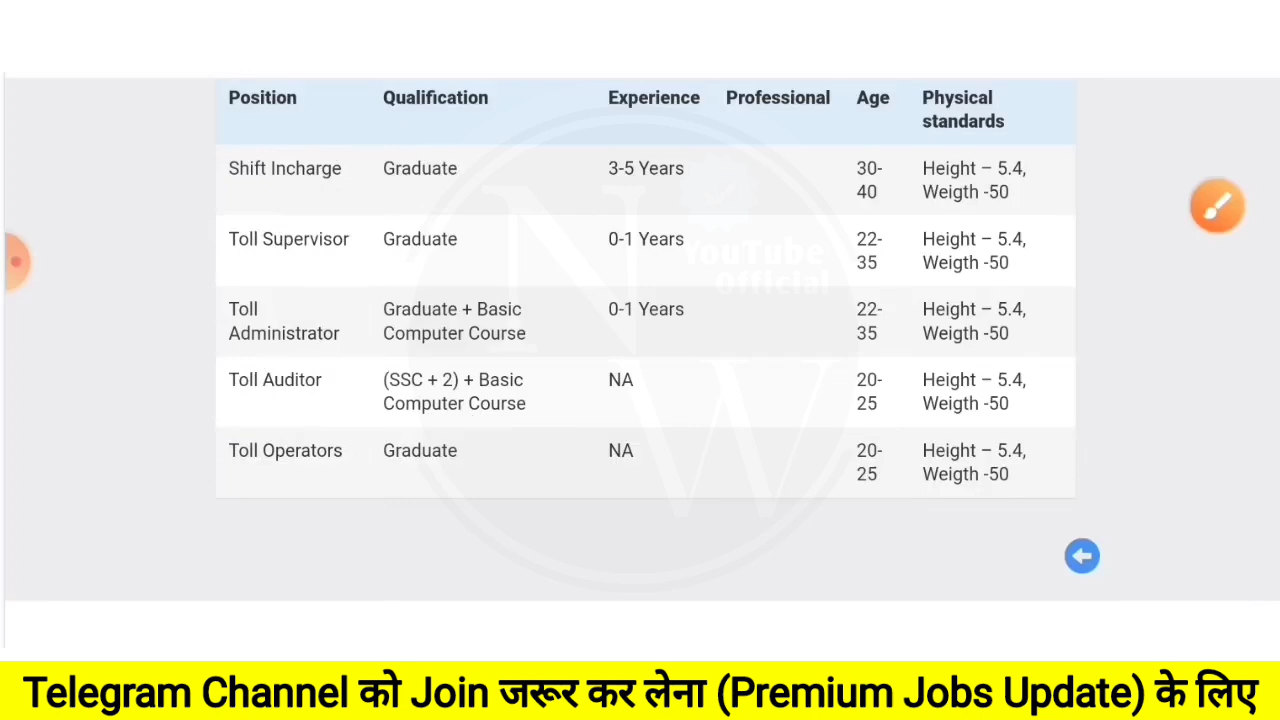 Position Qualification Experience Professional Age Physical
standards
Shift Incharge Graduate 3-5 Years 30- Height – 5.4,
40 Weigth -50
Toll Supervisor Graduate 0-1 Years 22- Height – 5.4,
35 Weigth -50
YouTube
Official
Toll Graduate + Basic 0-1 Years 22- Height – 5.4,
Administrator Computer Course 35 Weigth -50
Toll Auditor (SSC + 2) + Basic NA 20- Height – 5.4,
Computer Course 25 Weigth -50
Toll Operators Graduate NA 20- Height – 5.4,
25 Weigth -50
N
W
Telegram Channel को Join जरूर कर लेना (Premium Jobs Update) के लिए